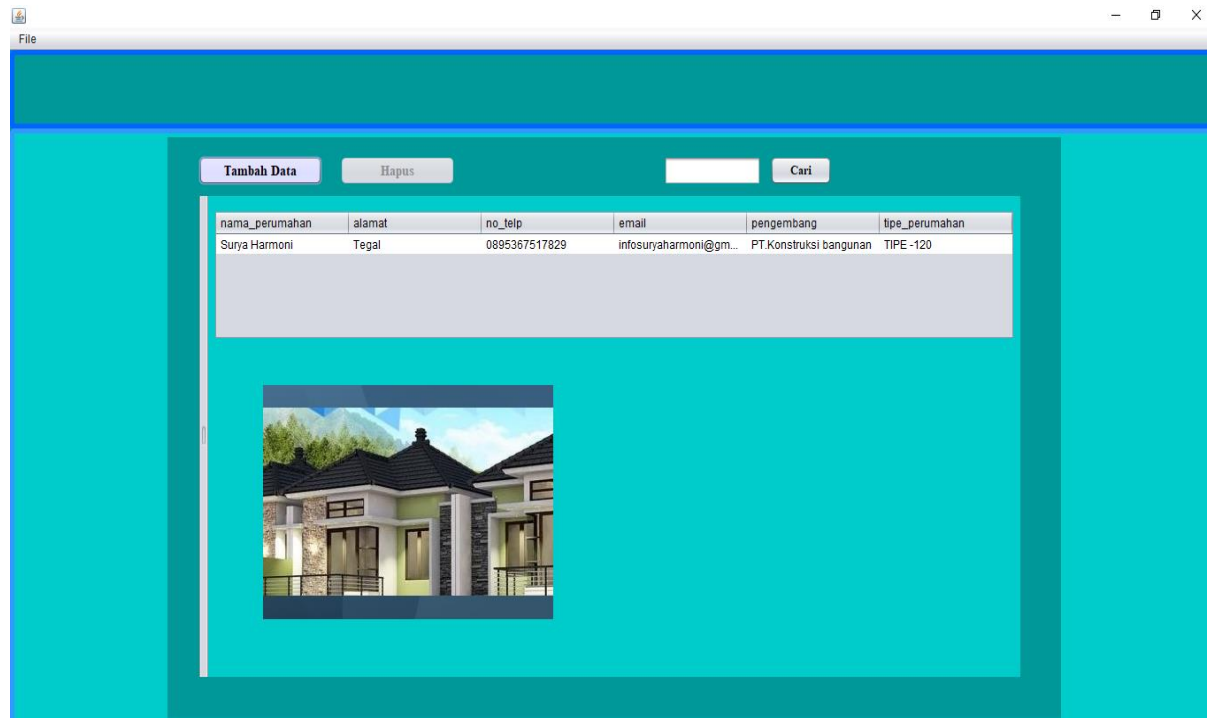 File
Tambah Data Hapus Cari
nama_perumahan alamat no_telp email pengembang tipe_perumahan
Surya Harmoni Tegal 0895367517829 infosuryaharmoni@gm... PT.Konstruksi bangunan TIPE -120